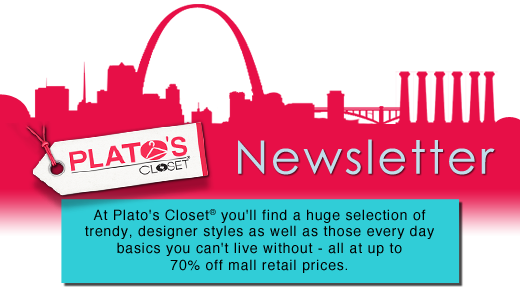 PLATO'S
CLOSET
Newsletter
At Plato's Closet® you'll find a huge selection of
trendy, designer styles as well as those every day
basics you can't live without - all at up to
70% off mall retail prices.